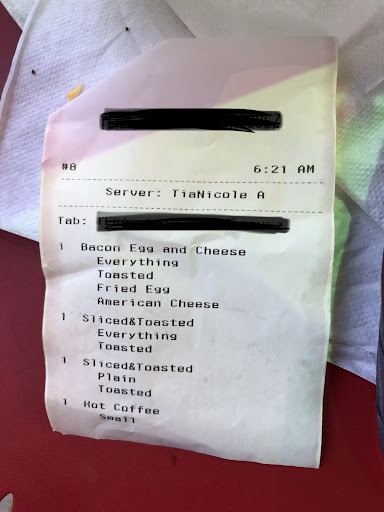 #8 6:21 AM
Server: TiaNicole A
Tab:
1 Bacon Egg and Cheese
Everything
Toasted
Fried Egg
American Cheese
1 Sliced&Toasted
Everything
Toasted
1 Sliced&Toasted
Plain
Toasted
1 Hot Coffee
Small